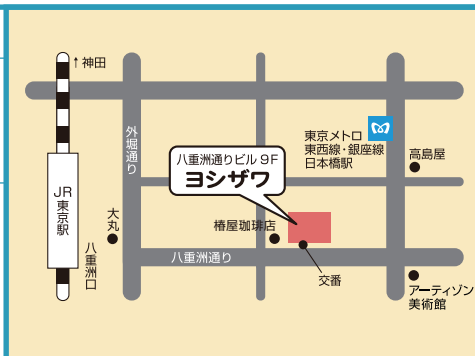 ↑神田
外堀通り
東京メトロ
東西線・銀座線
日本橋駅
高島屋
八重洲通りビル 9F
ヨシザワ
JR
東京駅
大丸
八重洲口
椿屋珈琲店
八重洲通り
交番
アーティゾン
美術館